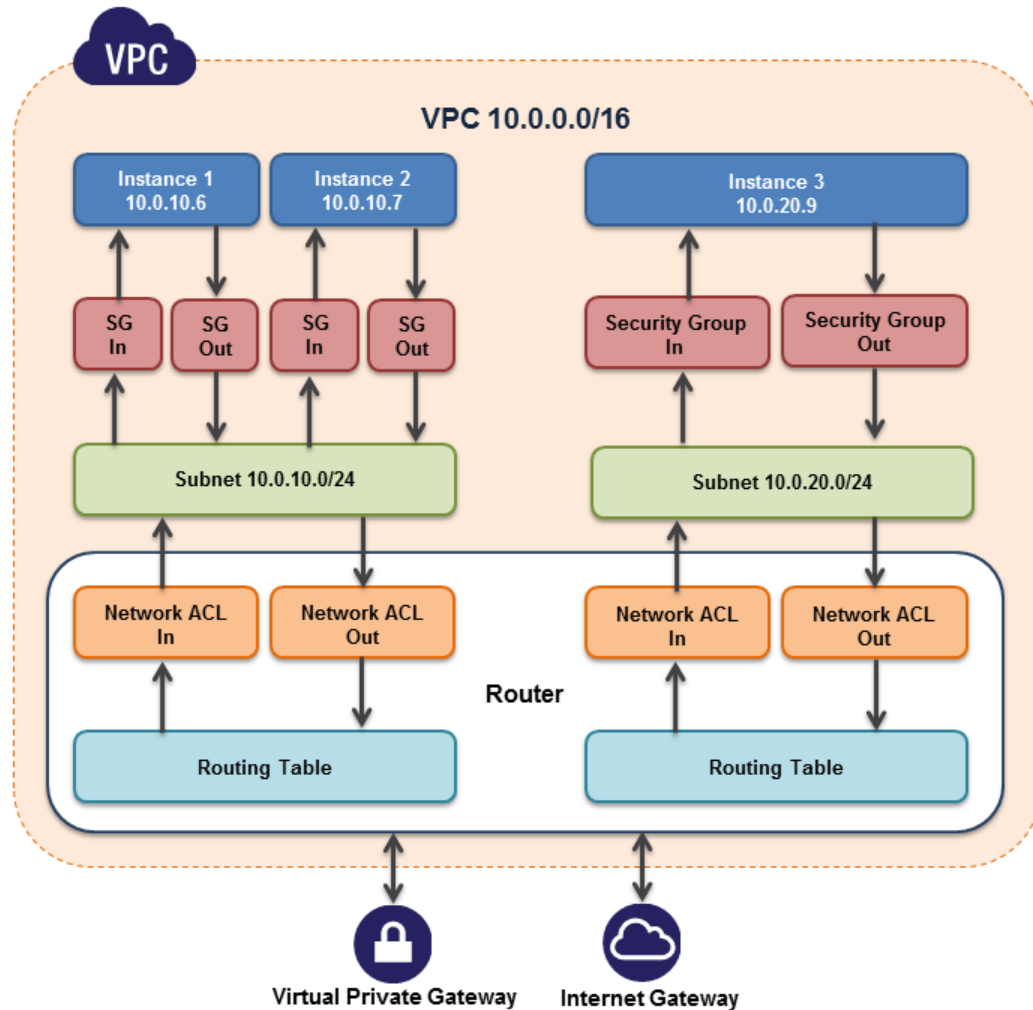 VPC
VPC 10.0.0.0/16
Instance 1
10.0.10.6
Instance 2
10.0.10.7
Instance 3
10.0.20.9
SG
In
SG
Out
SG
In
SG
Out
Security Group
In
Security Group
Out
Subnet 10.0.10.0/24
Subnet 10.0.20.0/24
Network ACL
In
Network ACL
Out
Network ACL
In
Network ACL
Out
Router
Routing Table
Routing Table
Virtual Private Gateway
Internet Gateway